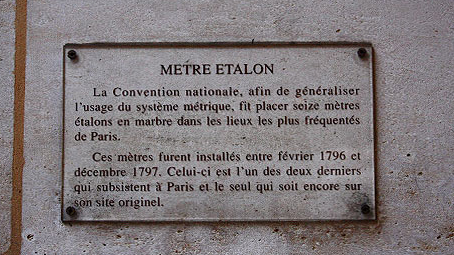 METRE ETALON
La Convention nationale, afin de généraliser
l'usage du système métrique, fit placer seize mètres
étalons en marbre dans les lieux les plus fréquentés
de Paris.
Ces mètres furent installés entre février 1796 et
décembre 1797. Celui-ci est l'un des deux derniers
qui subsistent à Paris et le seul qui soit encore sur
son site originel.